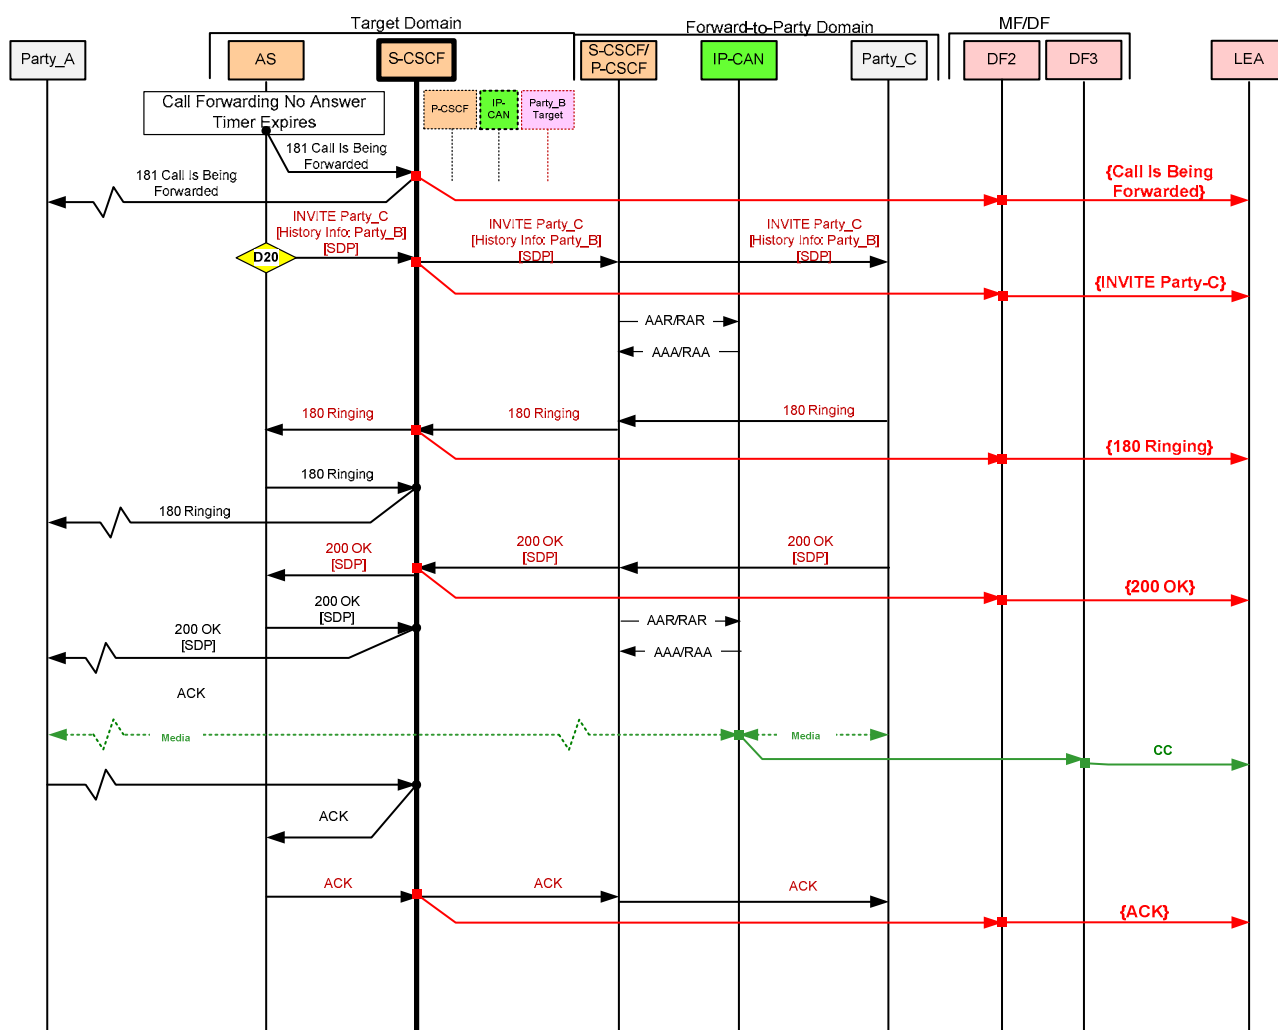 Target Domain
Forward-to-Party Domain
MF/DF
Party_A
AS
S-CSCF
S-CSCF/
P-CSCF
IP-CAN
Party_C
DF2
DF3
LEA
Call Forwarding No Answer
Timer Expires
P-CSCF
IP-
CAN
Party_B
Target
181 Call Is Being
Forwarded
181 Call Is Being
Forwarded
{Call Is Being
Forwarded}
INVITE Party_C
[History Info: Party_B]
[SDP]
INVITE Party_C
[History Info: Party_B]
[SDP]
INVITE Party_C
[History Info: Party_B]
[SDP]
D20
{INVITE Party-C}
AAR/RAR
AAA/RAA
180 Ringing
180 Ringing
180 Ringing
{180 Ringing}
180 Ringing
180 Ringing
200 OK
[SDP]
200 OK
[SDP]
200 OK
[SDP]
{200 OK}
200 OK
[SDP]
AAR/RAR
200 OK
[SDP]
AAA/RAA
ACK
Media
Media
CC
ACK
ACK
ACK
ACK
{ACK}